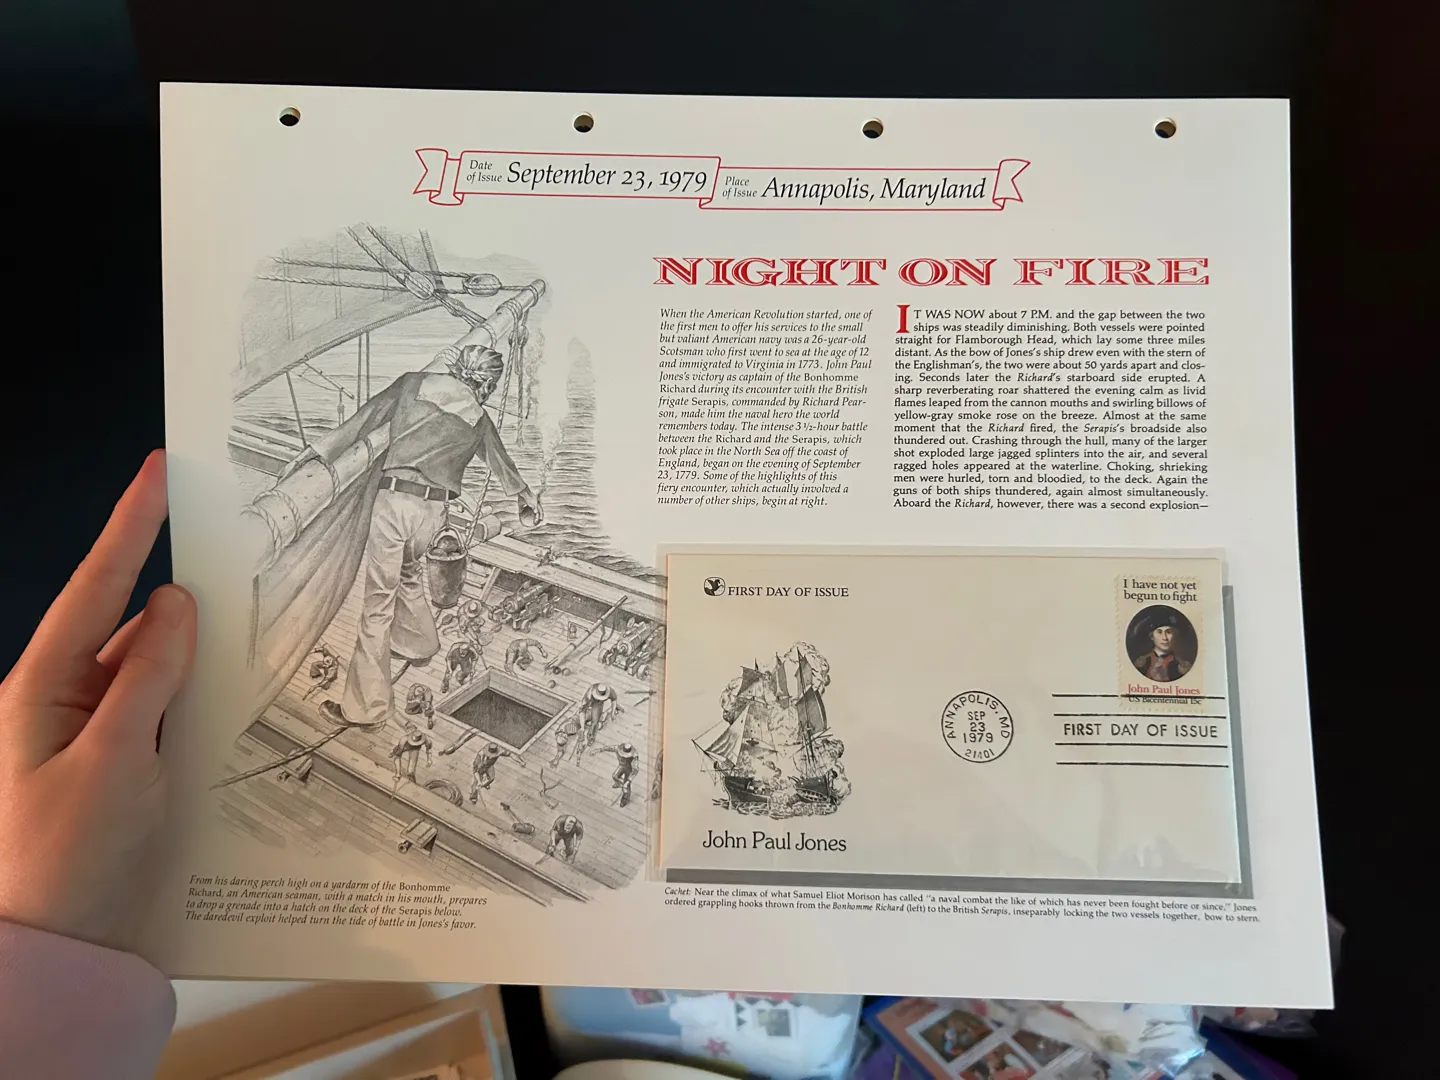 Date
of Issue September 23, 1979
Place
of Issue Annapolis, Maryland
NIGHT ON FIRE
When the American Revolution started, one of
the first men to offer his services to the small
but valiant American navy was a 26-year-old
Scotsman who first went to sea at the age of 12
and immigrated to Virginia in 1773. John Paul
Jones's victory as captain of the Bonhomme
Richard during its encounter with the British
frigate Serapis, commanded by Richard Pear-
son, made him the naval hero the world
remembers today. The intense 3 ½-hour battle
between the Richard and the Serapis, which
took place in the North Sea off the coast of
England, began on the evening of September
23, 1779. Some of the highlights of this
fiery encounter, which actually involved a
number of other ships, begin at right.
IT WAS NOW about 7 P.M. and the gap between the two
ships was steadily diminishing. Both vessels were pointed
straight for Flamborough Head, which lay some three miles
distant. As the bow of Jones's ship drew even with the stern of
the Englishman's, the two were about 50 yards apart and clos-
ing. Seconds later the Richard's starboard side erupted. A
sharp reverberating roar shattered the evening calm as livid
flames leaped from the cannon mouths and swirling billows of
yellow-gray smoke rose on the breeze. Almost at the same
moment that the Richard fired, the Serapis's broadside also
thundered out. Crashing through the hull, many of the larger
shot exploded large jagged splinters into the air, and several
ragged holes appeared at the waterline. Choking, shrieking
men were hurled, torn and bloodied, to the deck. Again the
guns of both ships thundered, again almost simultaneously.
Aboard the Richard, however, there was a second explosion—
FIRST DAY OF ISSUE
I have not yet
begun to fight
John Paul Jones
US Bicentennial 15c
ANNAPOLIS, MD
SEP
23
1979
21401
FIRST DAY OF ISSUE
John Paul Jones
From his daring perch high on a yardarm of the Bonhomme
Richard, an American seaman, with a match in his mouth, prepares
to drop a grenade into a hatch on the deck of the Serapis below.
The daredevil exploit helped turn the tide of battle in Jones's favor.
Cachet: Near the climax of what Samuel Eliot Morison has called "a naval combat the like of which has never been fought before or since," Jones
ordered grappling hooks thrown from the Bonhomme Richard (left) to the British Serapis, inseparably locking the two vessels together, bow to stern.